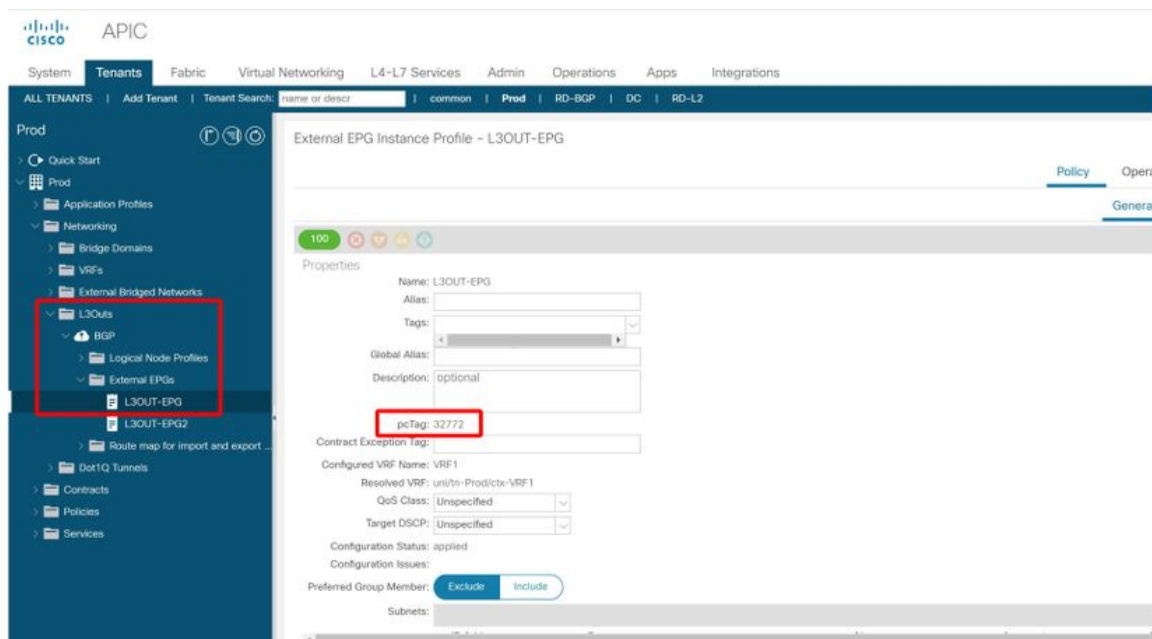 CISCO
APIC
System Tenants Fabric Virtual Networking L4-L7 Services Admin Operations Apps Integrations
ALL TENANTS | Add Tenant | Tenant Search: name or descr | common | Prod | RD-BGP | DC | RD-L2
Prod
Quick Start
Prod
Application Profiles
Networking
Bridge Domains
VRFs
External Bridged Networks
L3Outs
BGP
Logical Node Profiles
External EPGs
L3OUT-EPG
L3OUT-EPG2
Route map for import and export ...
Dot1Q Tunnels
Contracts
Policies
Services
External EPG Instance Profile - L3OUT-EPG
Policy Opera
Genera
100
Properties
Name: L3OUT-EPG
Alias:
Tags:
Global Alias:
Description: optional
pcTag: 32772
Contract Exception Tag:
Configured VRF Name: VRF1
Resolved VRF: uni/tn-Prod/ctx-VRF1
QoS Class: Unspecified
Target DSCP: Unspecified
Configuration Status: applied
Configuration Issues:
Preferred Group Member: Exclude Include
Subnets: